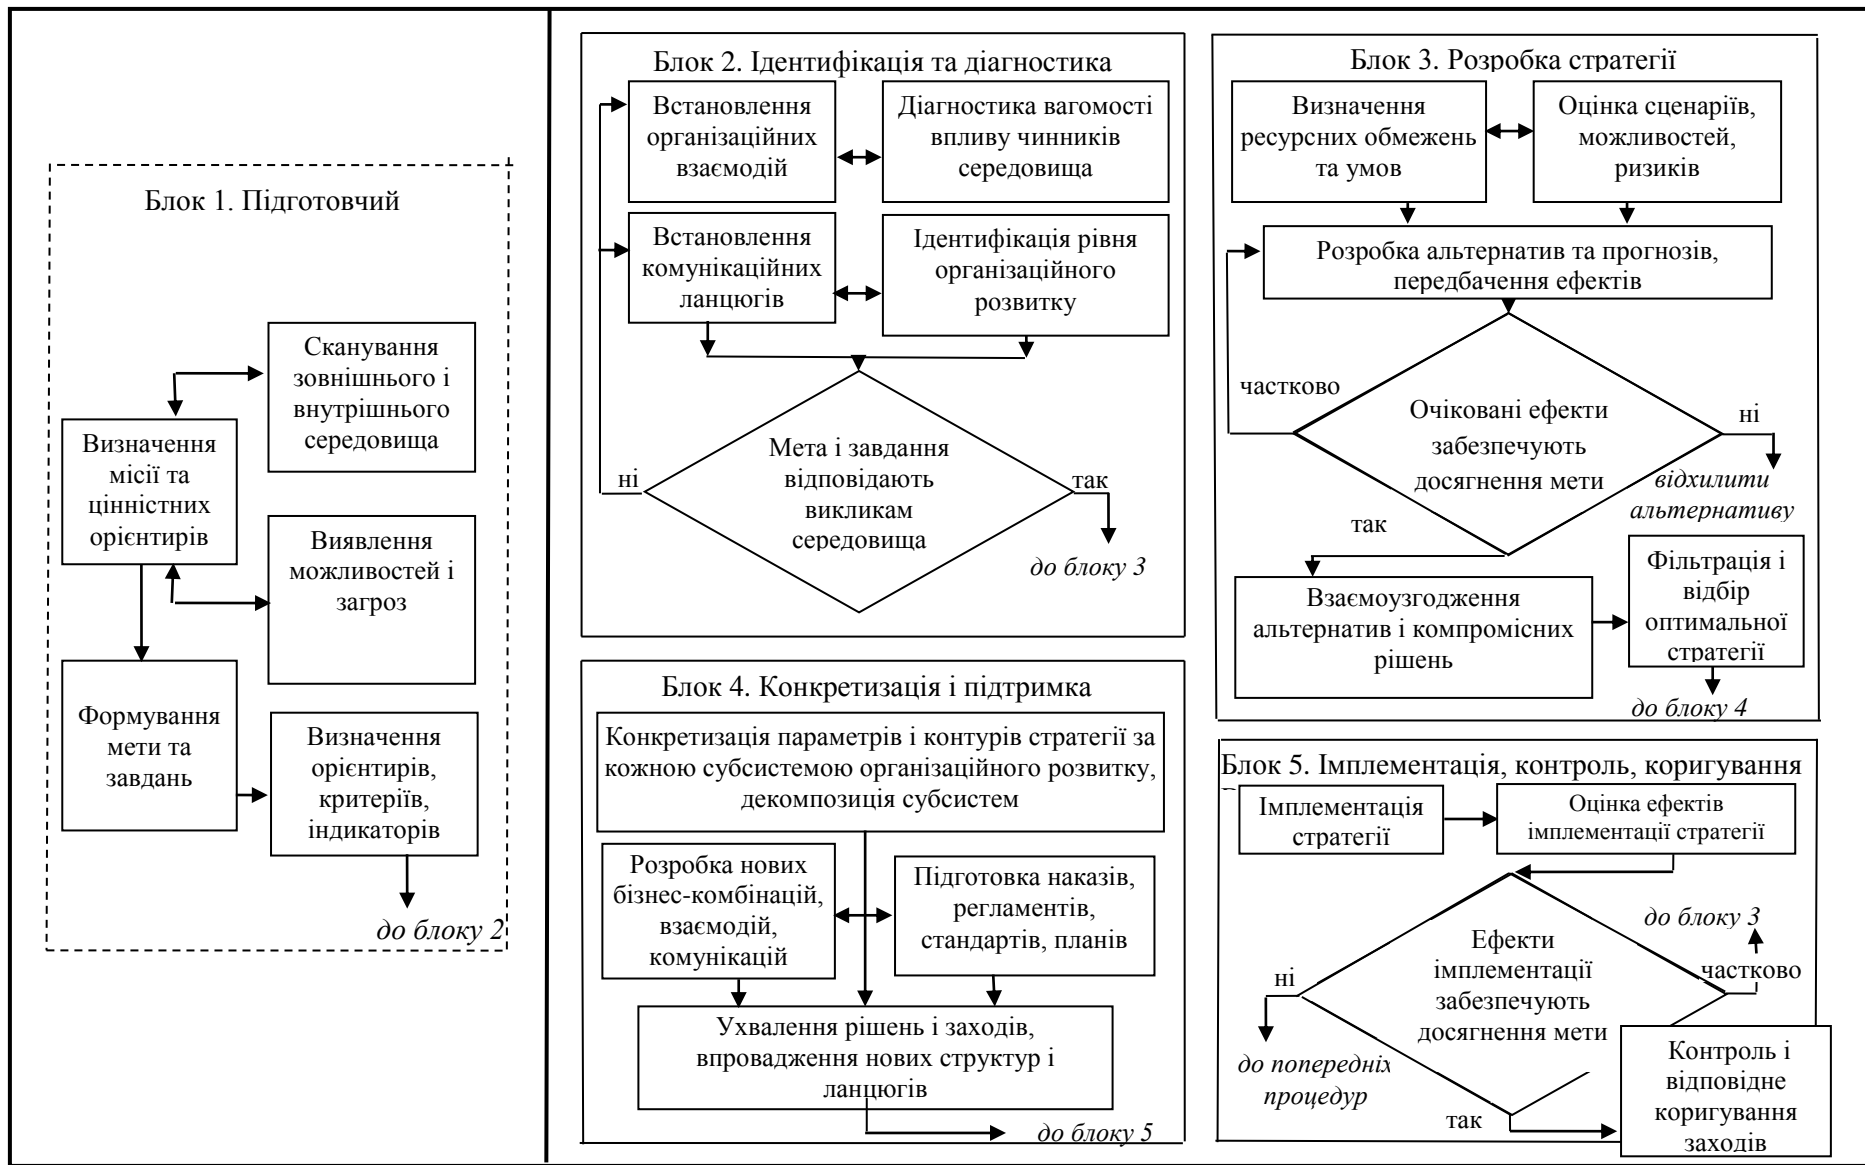 Блок 1. Підготовчий
Сканування
зовнішнього і
внутрішнього
середовища
Визначення
місії та
ціннісних
орієнтирів
Виявлення
можливостей і
загроз
Формування
мети та
завдань
Визначення
орієнтирів,
критеріїв,
індикаторів
до блоку 2
Блок 2. Ідентифікація та діагностика
Встановлення
організаційних
взаємодій
Діагностика вагомості
впливу чинників
середовища
Встановлення
комунікаційних
ланцюгів
Ідентифікація рівня
організаційного
розвитку
Мета і завдання
відповідають
викликам
середовища
ні
так
до блоку 3
Блок 3. Розробка стратегії
Визначення
ресурсних обмежень
та умов
Оцінка сценаріїв,
можливостей,
ризиків
Розробка альтернатив та прогнозів,
передбачення ефектів
частково
Очіковані ефекти
забезпечують
досягнення мети
ні
відхилити
альтернативу
так
Взаємоузгодження
альтернатив і компромісних
рішень
Фільтрація і
відбір
оптимальної
стратегії
до блоку 4
Блок 4. Конкретизація і підтримка
Конкретизація параметрів і контурів стратегії за
кожною субсистемою організаційного розвитку,
декомпозиція субсистем
Розробка нових
бізнес-комбінацій,
взаємодій,
комунікацій
Підготовка наказів,
регламентів,
стандартів, планів
Ухвалення рішень і заходів,
впровадження нових структур і
ланцюгів
до блоку 5
Блок 5. Імплементація, контроль, коригування
Імплементація
стратегії
Оцінка ефектів
імплементації стратегії
до блоку 3
Ефекти
імплементації
забезпечують
досягнення мети
ні
частково
до попередніх
процедур
так
Контроль і
відповідне
коригування
заходів